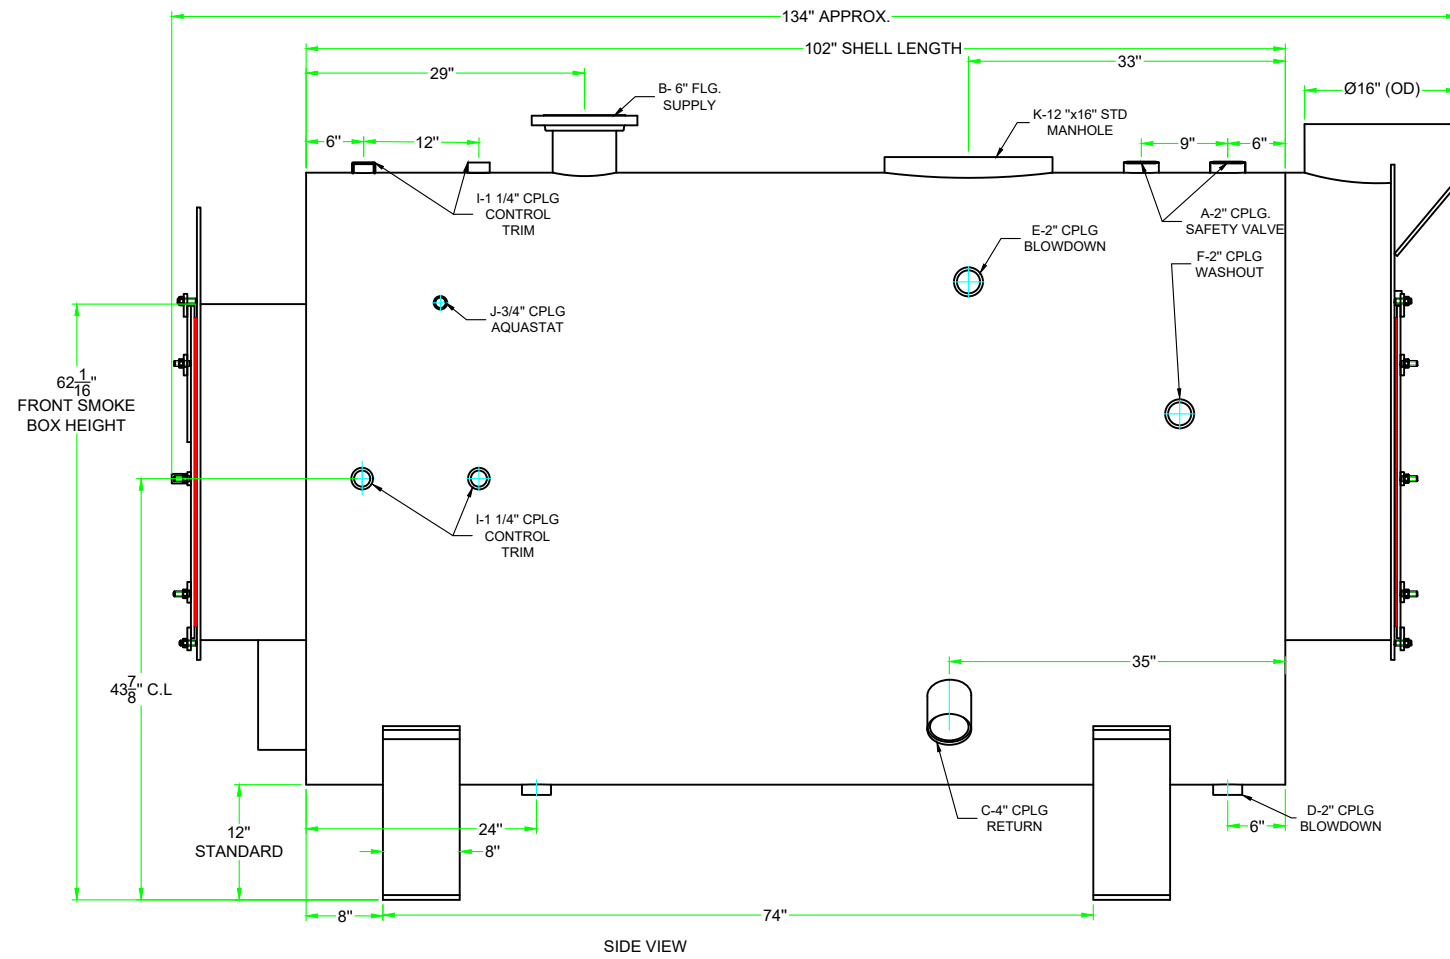 134" APPROX.
102" SHELL LENGTH
29"
33"
B- 6" FLG.
SUPPLY
K-12 "x16" STD
MANHOLE
Ø16" (OD)
6"
12"
9"
6"
I-1 1/4" CPLG
CONTROL
TRIM
A-2" CPLG.
SAFETY VALVE
E-2" CPLG
BLOWDOWN
F-2" CPLG
WASHOUT
J-3/4" CPLG
AQUASTAT
62 1/16"
FRONT SMOKE
BOX HEIGHT
I-1 1/4" CPLG
CONTROL
TRIM
43 7/8" C.L
35"
C-4" CPLG
RETURN
D-2" CPLG
BLOWDOWN
12"
STANDARD
24"
6"
8"
8"
74"
SIDE VIEW